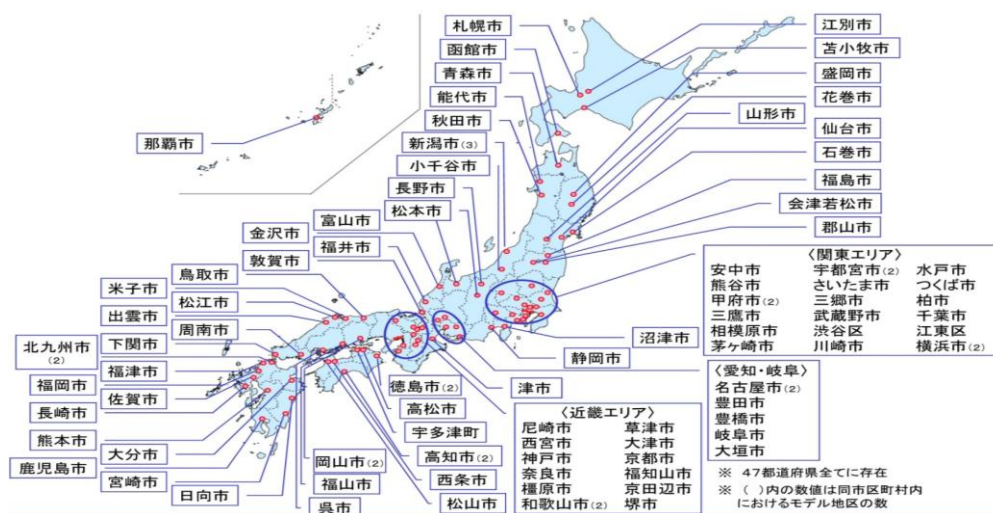 札幌市
函館市
青森市
能代市
秋田市
新潟市(3)
小千谷市
長野市
松本市
富山市
金沢市
福井市
敦賀市
鳥取市
米子市
松江市
出雲市
周南市
下関市
北九州市
(2)
福津市
福岡市
佐賀市
長崎市
熊本市
大分市
鹿児島市
宮崎市
日向市
那覇市
江別市
苫小牧市
盛岡市
花巻市
山形市
仙台市
石巻市
福島市
会津若松市
郡山市
〈関東エリア〉
安中市 宇都宮市(2) 水戸市
熊谷市 さいたま市 つくば市
甲府市(2) 三郷市 柏市
三鷹市 武蔵野市 千葉市
相模原市 渋谷区 江東区
茅ヶ崎市 川崎市 横浜市(2)
沼津市
静岡市
津市
〈愛知・岐阜〉
名古屋市(2)
豊田市
豊橋市
岐阜市
大垣市
〈近畿エリア〉
尼崎市 草津市
西宮市 大津市
神戸市 京都市
奈良市 福知山市
橿原市 京田辺市
和歌山市(2) 堺市
徳島市(2)
高松市
宇多津町
高知市(2)
西条市
松山市
岡山市(2)
福山市
呉市
※ 47都道府県全てに存在
※ ( )内の数値は同市区町村内
におけるモデル地区の数